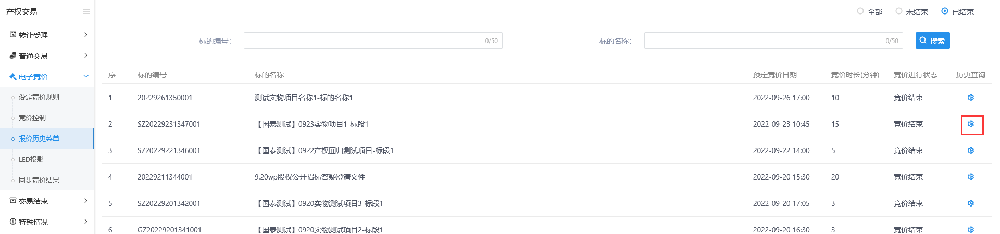 产权交易
全部 未结束 已结束
转让受理
普通交易
电子竞价
设定竞价规则
竞价控制
报价历史菜单
LED投影
同步竞价结果
交易结束
特殊情况
标的编号： 0/50 标的名称： 0/50 搜索
序 标的编号 标的名称 预定竞价日期 竞价时长(分钟) 竞价进行状态 历史查询
1 20229261350001 测试实物项目名称1-标的名称1 2022-09-26 17:00 10 竞价结束
2 SZ20229231347001 【国泰测试】0923实物项目1-标段1 2022-09-23 10:45 15 竞价结束
3 SZ20229221346001 【国泰测试】0922产权回归测试项目-标段1 2022-09-22 14:00 5 竞价结束
4 20229211344001 9.20wp股权公开招标答疑澄清文件 2022-09-20 15:30 20 竞价结束
5 SZ20229201342001 【国泰测试】0920实物测试项目3-标段1 2022-09-20 17:05 3 竞价结束
6 GZ20229201341001 【国泰测试】0920实物测试项目2-标段1 2022-09-20 16:30 3 竞价结束